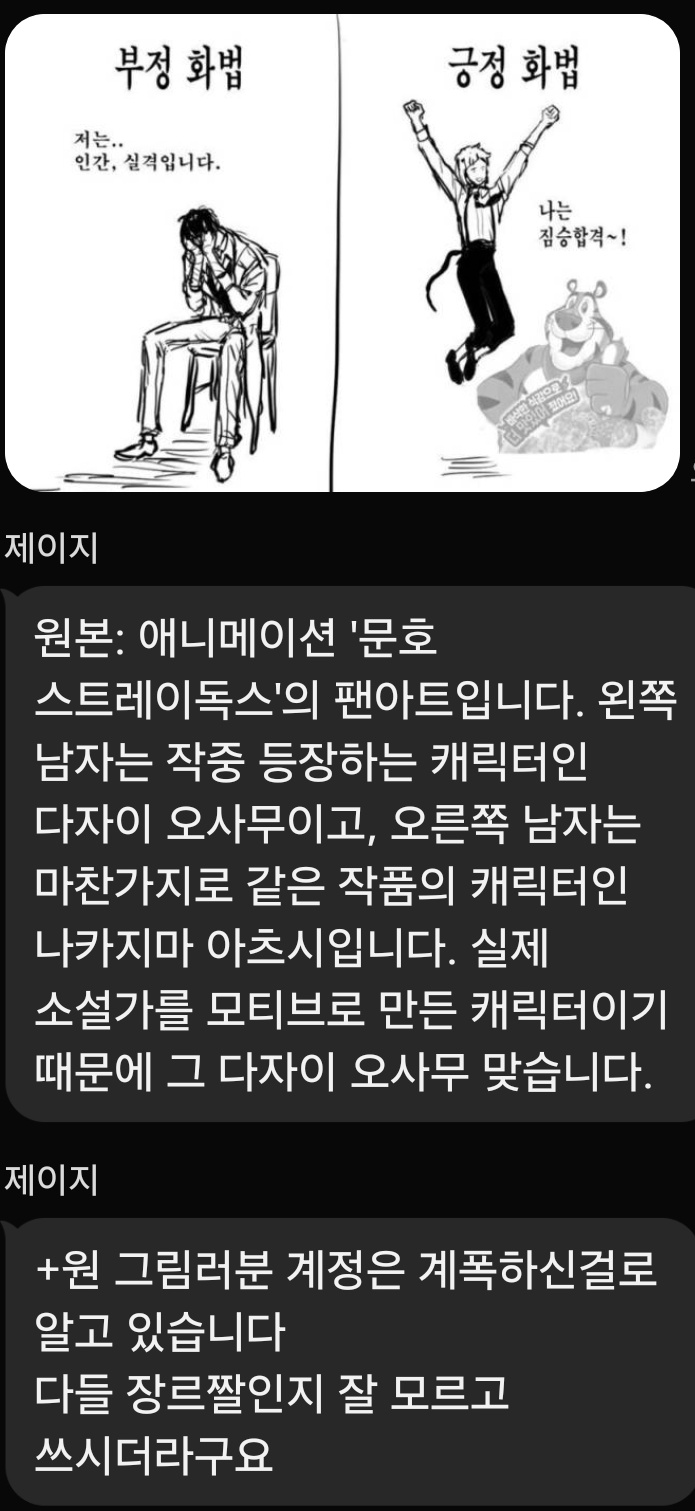 부정 화법
저는..
인간, 실격입니다.
긍정 화법
나는
짐승합격~!
더 맛있어 졌어요!
제이지
원본: 애니메이션 '문호
스트레이독스'의 팬아트입니다. 왼쪽
남자는 작중 등장하는 캐릭터인
다자이 오사무이고, 오른쪽 남자는
마찬가지로 같은 작품의 캐릭터인
나카지마 아츠시입니다. 실제
소설가를 모티브로 만든 캐릭터이기
때문에 그 다자이 오사무 맞습니다.
제이지
+원 그림러분 계정은 계폭하신걸로
알고 있습니다
다들 장르짤인지 잘 모르고
쓰시더라구요